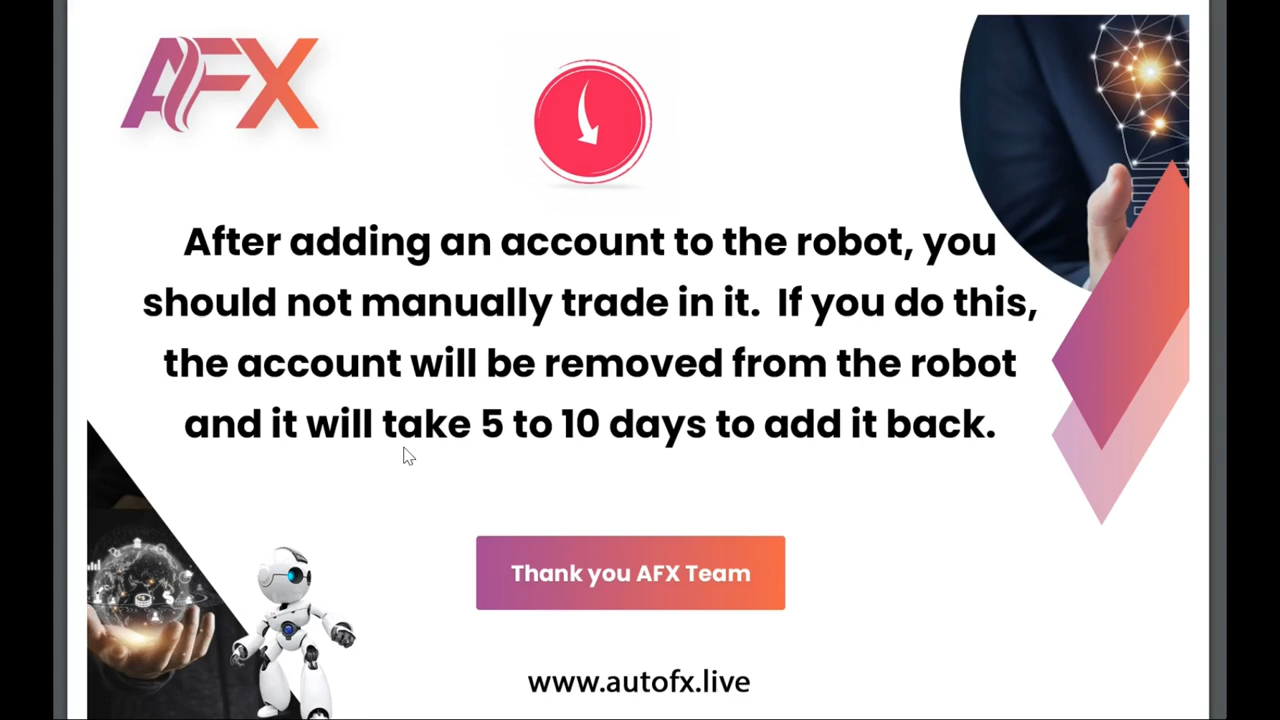 AFX
After adding an account to the robot, you
should not manually trade in it.  If you do this,
the account will be removed from the robot
and it will take 5 to 10 days to add it back.
Thank you AFX Team
www.autofx.live